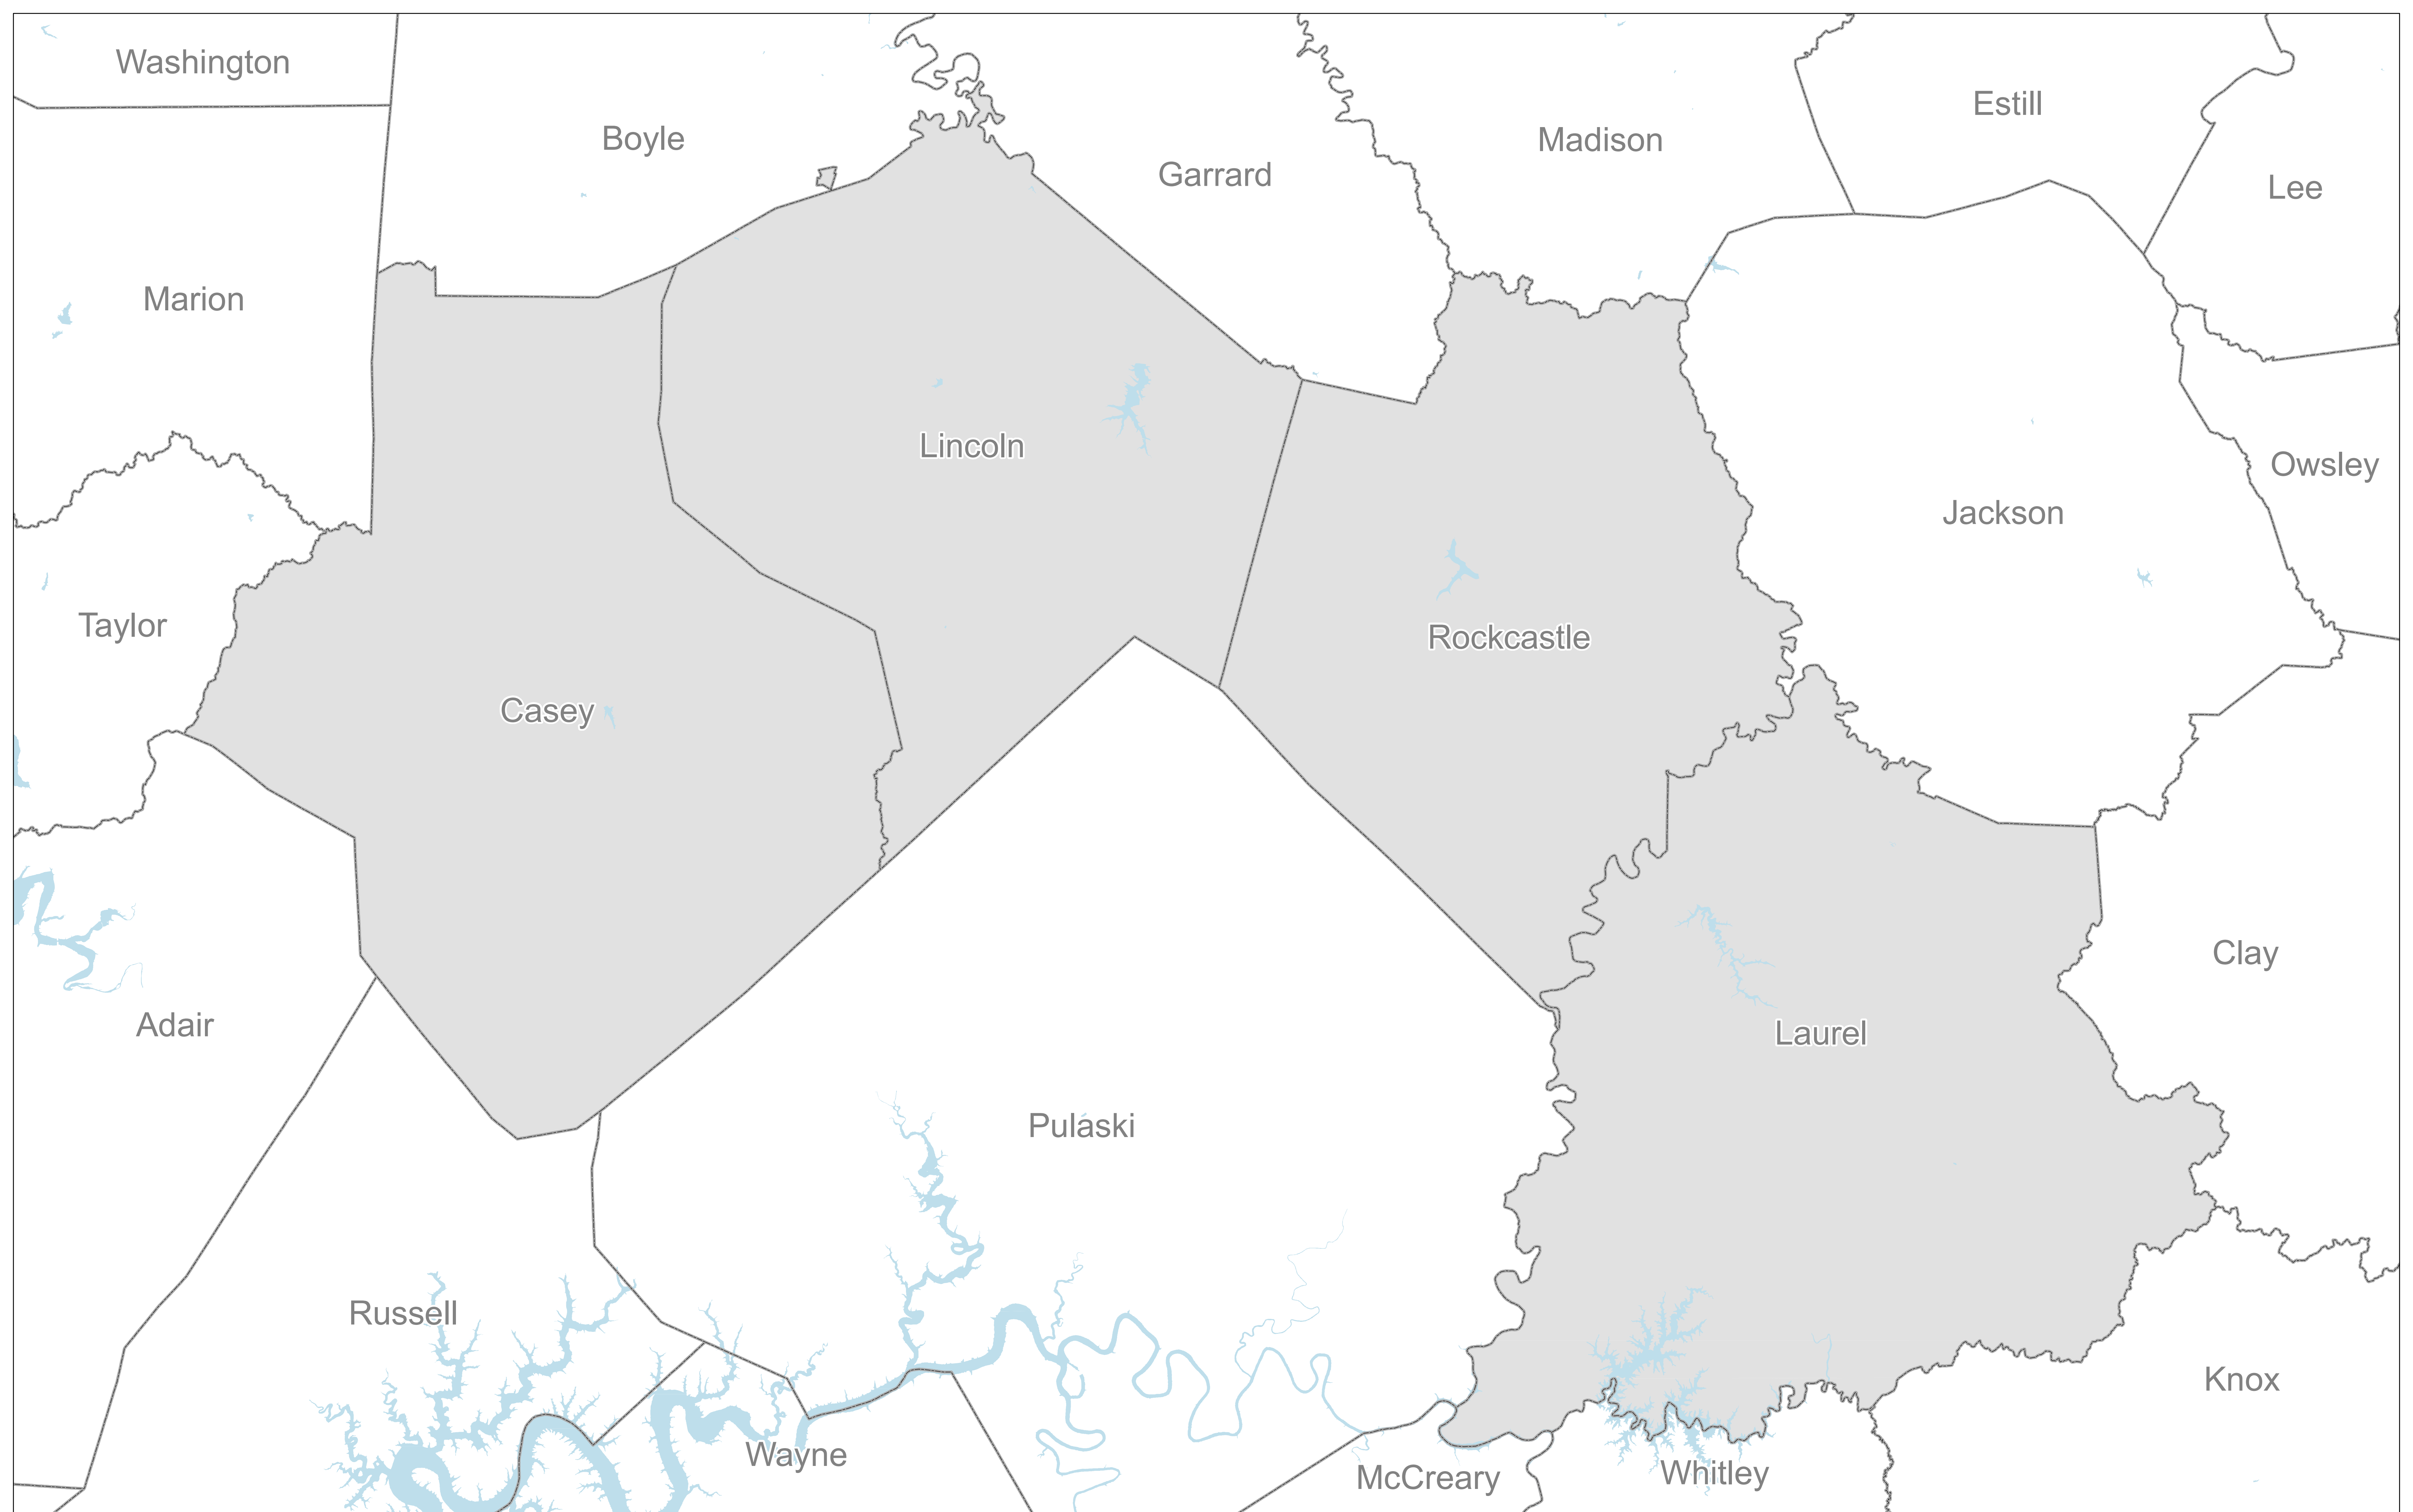 Washington
Estill
Boyle
Madison
Garrard
Lee
Marion
Lincoln
Owsley
Jackson
Taylor
Rockcastle
Casey
Clay
Adair
Laurel
Pulaski
Russell
Knox
Wayne
McCreary
Whitley